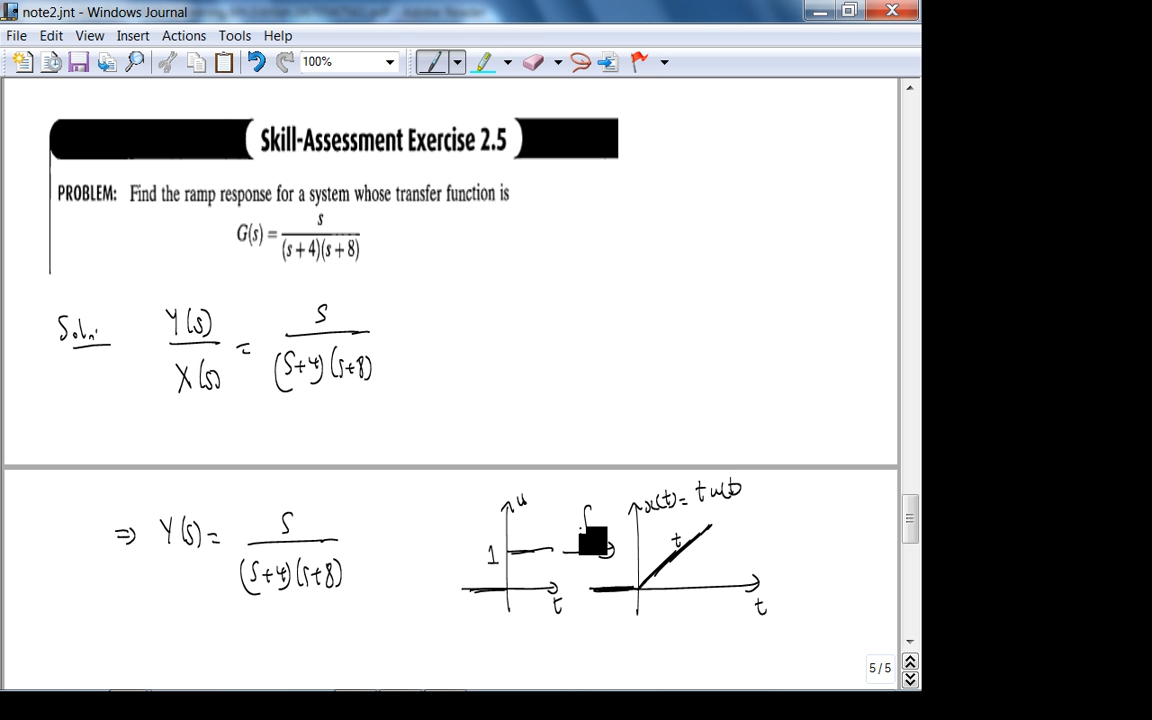 note2.jnt - Windows Journal
File Edit View Insert Actions Tools Help
100%
Skill-Assessment Exercise 2.5
PROBLEM: Find the ramp response for a system whose transfer function is
G(s) = s / (s + 4)(s + 8)
Soln: Y(s) / X(s) = s / (s+4)(s+8)
⇒ Y(s) = s / (s+4)(s+8)
u
1
t
∫
x(t) = t u(t)
t
t
5 / 5